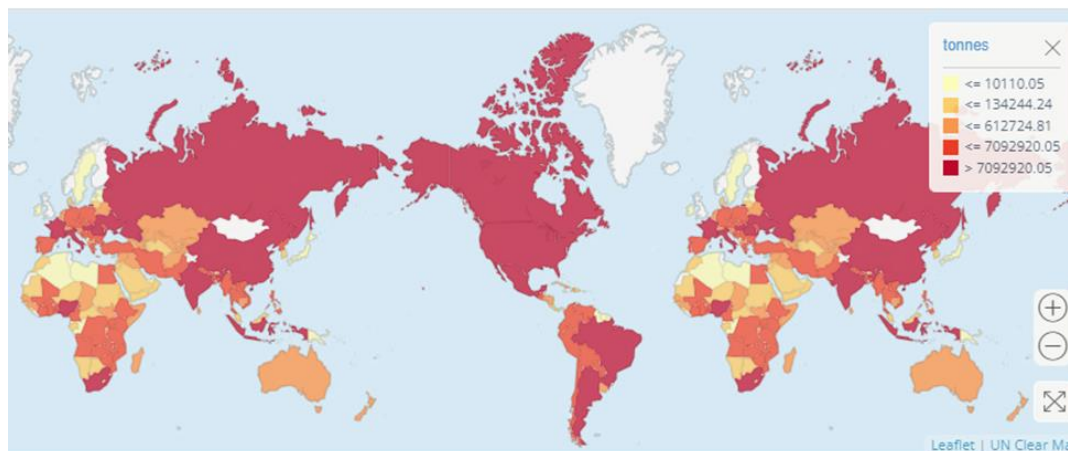 tonnes
<= 10110.05
<= 134244.24
<= 612724.81
<= 7092920.05
> 7092920.05
Leaflet | UN Clear Ma